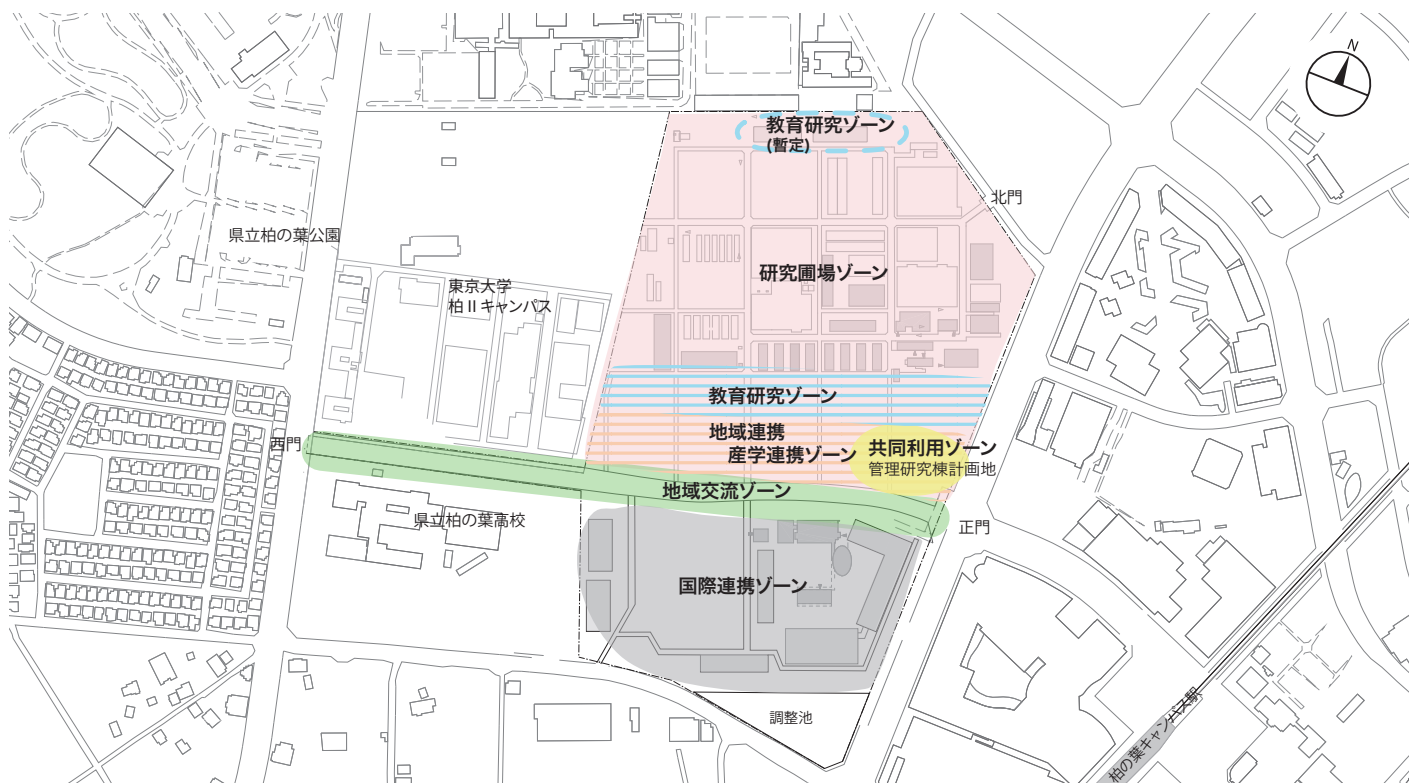 N
教育研究ゾーン
(暫定)
北門
県立柏の葉公園
研究圃場ゾーン
東京大学
柏Ⅱキャンパス
教育研究ゾーン
地域連携
産学連携ゾーン
共同利用ゾーン
管理研究棟計画地
西門
地域交流ゾーン
県立柏の葉高校
正門
国際連携ゾーン
調整池
柏の葉キャンパス駅